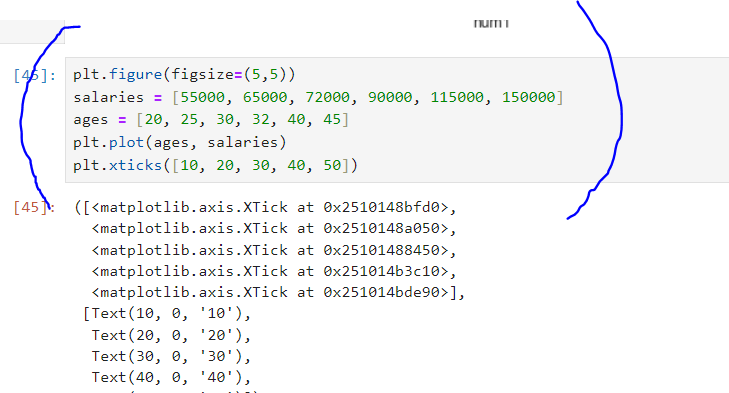 num1
[45]: plt.figure(figsize=(5,5))
salaries = [55000, 65000, 72000, 90000, 115000, 150000]
ages = [20, 25, 30, 32, 40, 45]
plt.plot(ages, salaries)
plt.xticks([10, 20, 30, 40, 50])
[45]: ([<matplotlib.axis.XTick at 0x2510148bfd0>,
<matplotlib.axis.XTick at 0x2510148a050>,
<matplotlib.axis.XTick at 0x25101488450>,
<matplotlib.axis.XTick at 0x251014b3c10>,
<matplotlib.axis.XTick at 0x251014bde90>],
[Text(10, 0, '10'),
Text(20, 0, '20'),
Text(30, 0, '30'),
Text(40, 0, '40'),